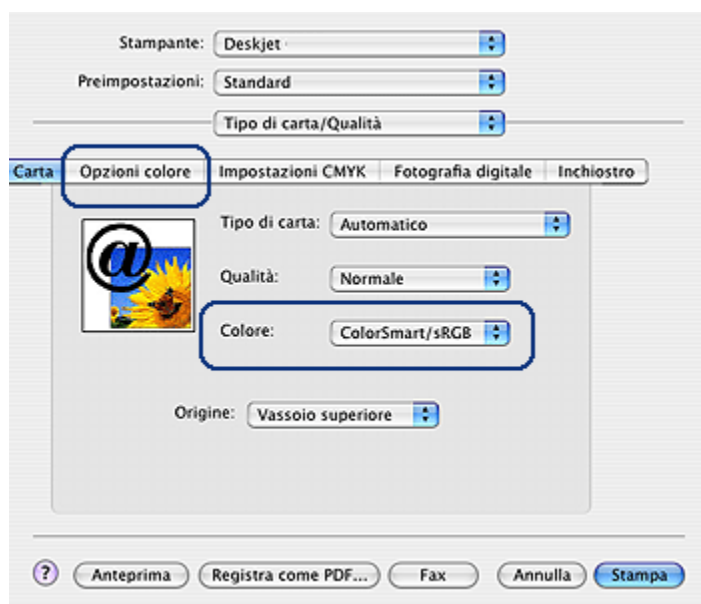 Stampante: Deskjet
Preimpostazioni: Standard
Tipo di carta/Qualità
Carta Opzioni colore Impostazioni CMYK Fotografia digitale Inchiostro
@
Tipo di carta: Automatico
Qualità: Normale
Colore: ColorSmart/sRGB
Origine: Vassoio superiore
? Anteprima Registra come PDF... Fax Annulla Stampa